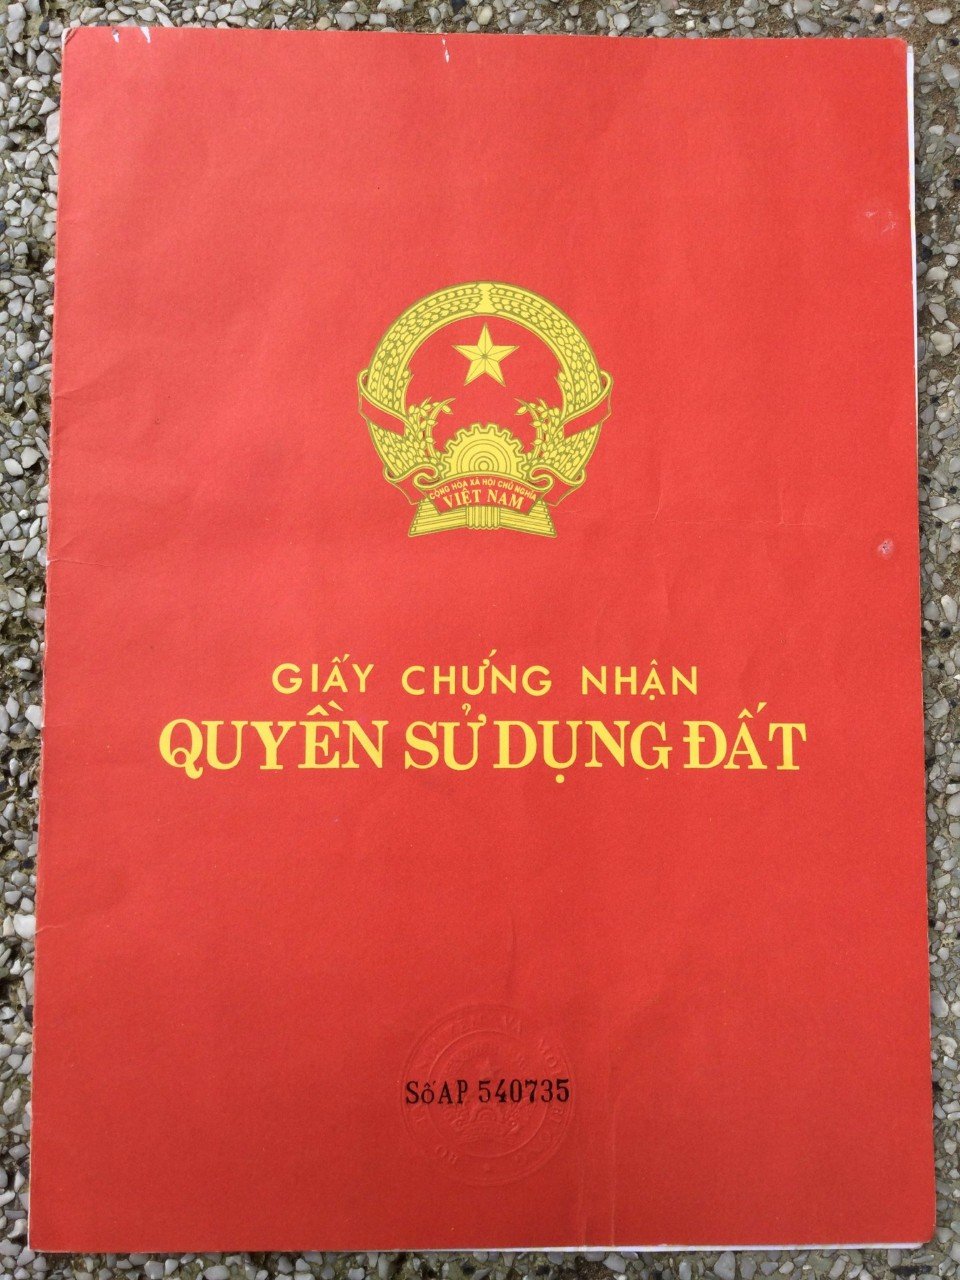 CỘNG HÒA XÃ HỘI CHỦ NGHĨA
VIỆT NAM
GIẤY CHỨNG NHẬN
QUYỀN SỬ DỤNG ĐẤT
Số AP 540735